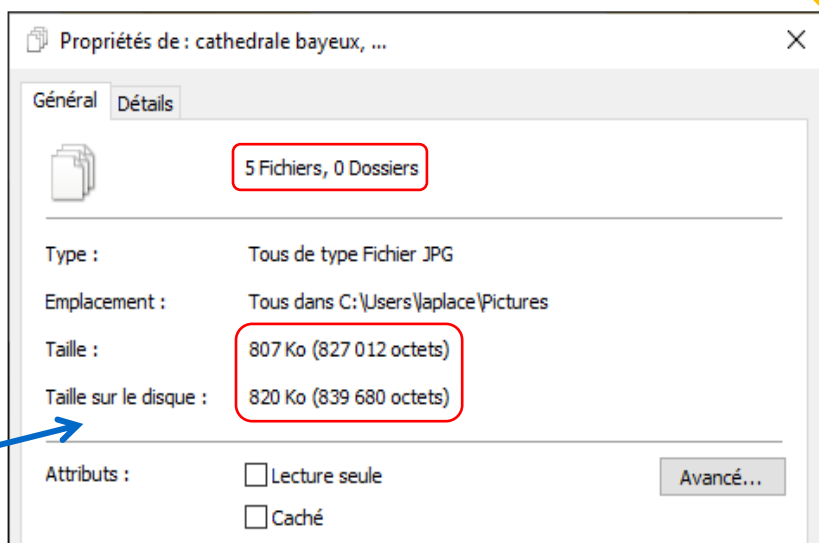 Propriétés de : cathedrale bayeux, ...
Général Détails
5 Fichiers, 0 Dossiers
Type : Tous de type Fichier JPG
Emplacement : Tous dans C:\Users\laplace\Pictures
Taille : 807 Ko (827 012 octets)
Taille sur le disque : 820 Ko (839 680 octets)
Attributs : Lecture seule Avancé...
Caché